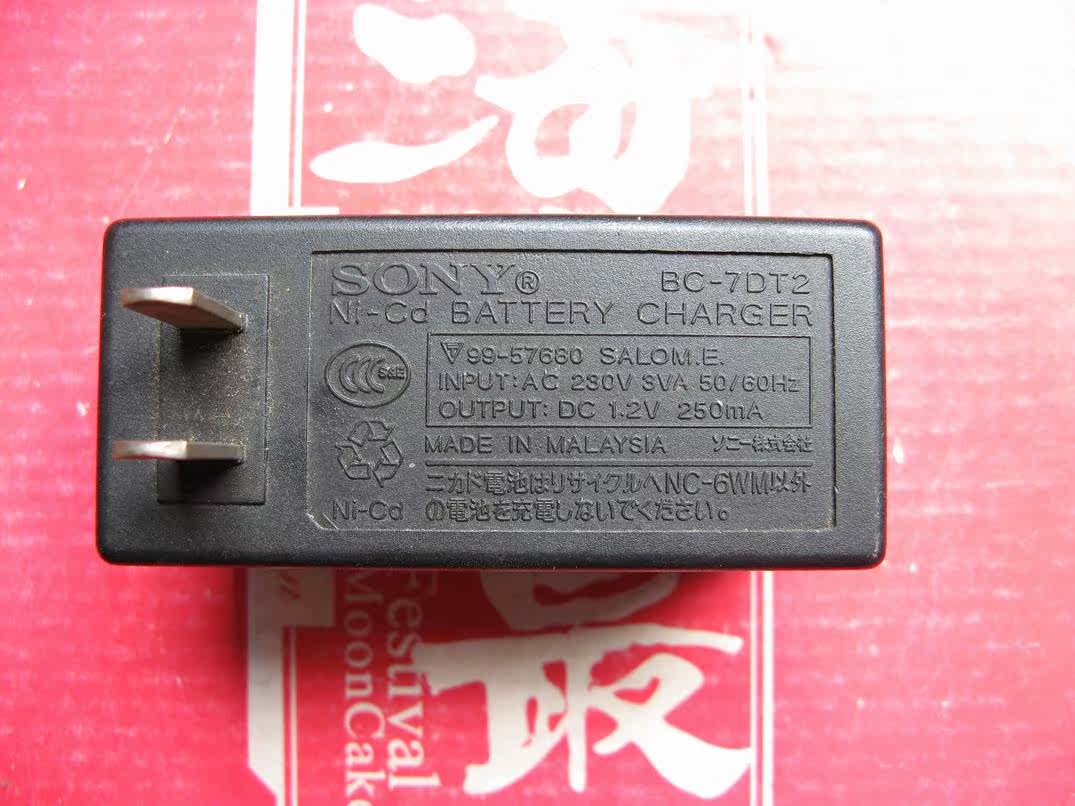 SONY® BC-7DT2
Ni-Cd BATTERY CHARGER
CCC S&E
▽99-57680 SALOM.E.
INPUT:AC 230V 3VA 50/60Hz
OUTPUT: DC 1.2V 250mA
MADE IN MALAYSIA ソニー株式会社
ニカド電池はリサイクルへNC-6WM以外
の電池を充電しないでください。
Ni-Cd
Festival
MoonCake